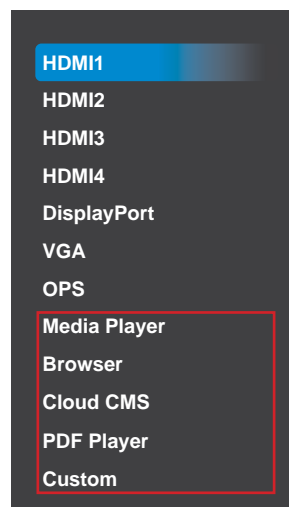 HDMI1
HDMI2
HDMI3
HDMI4
DisplayPort
VGA
OPS
Media Player
Browser
Cloud CMS
PDF Player
Custom